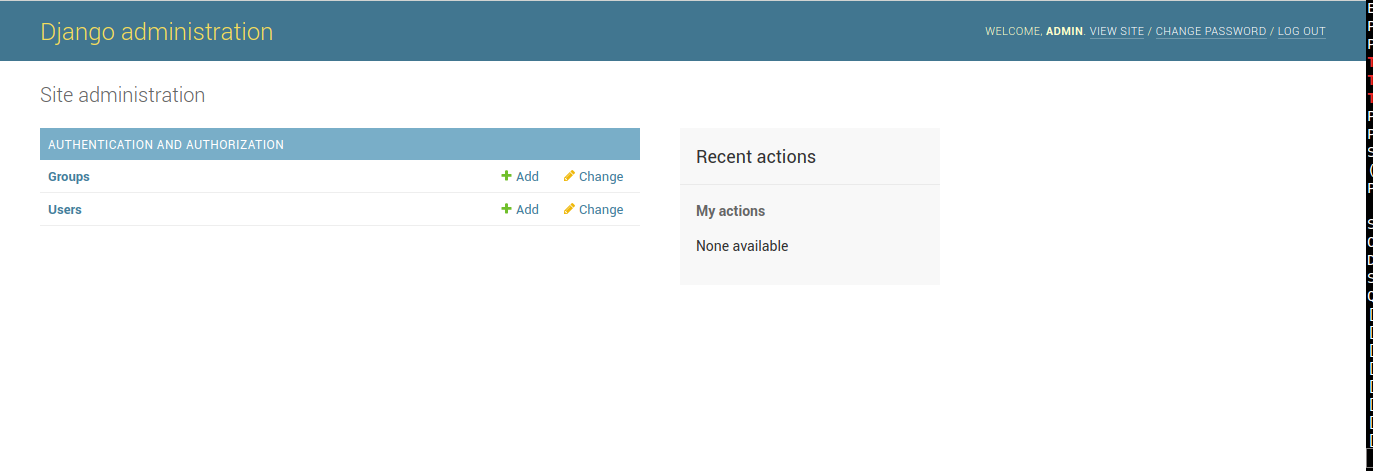 Django administration
WELCOME, ADMIN. VIEW SITE / CHANGE PASSWORD / LOG OUT
Site administration
AUTHENTICATION AND AUTHORIZATION
Groups Add Change
Users Add Change
Recent actions
My actions
None available